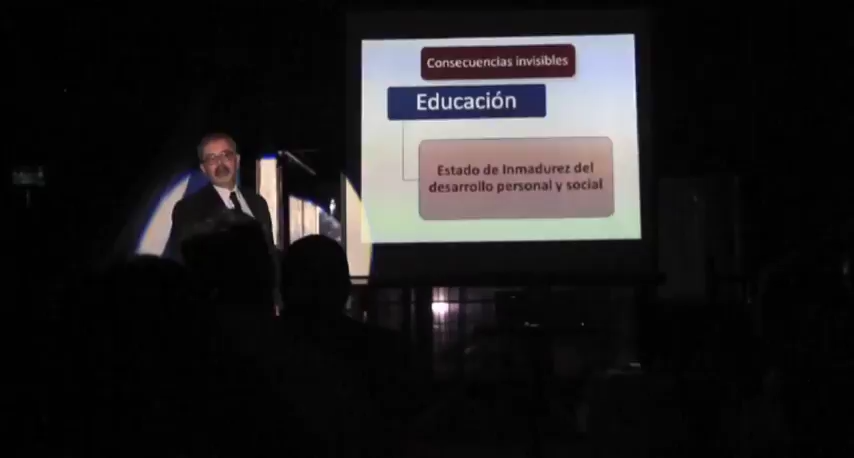 Consecuencias invisibles
Educación
Estado de Inmadurez del
desarrollo personal y social